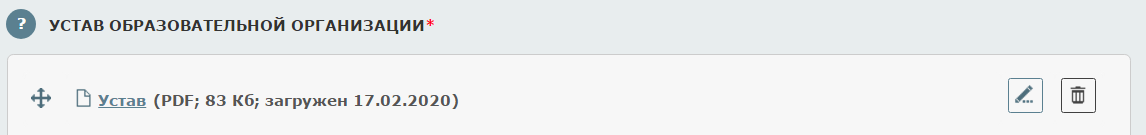 ? УСТАВ ОБРАЗОВАТЕЛЬНОЙ ОРГАНИЗАЦИИ*
Устав (PDF; 83 Кб; загружен 17.02.2020)